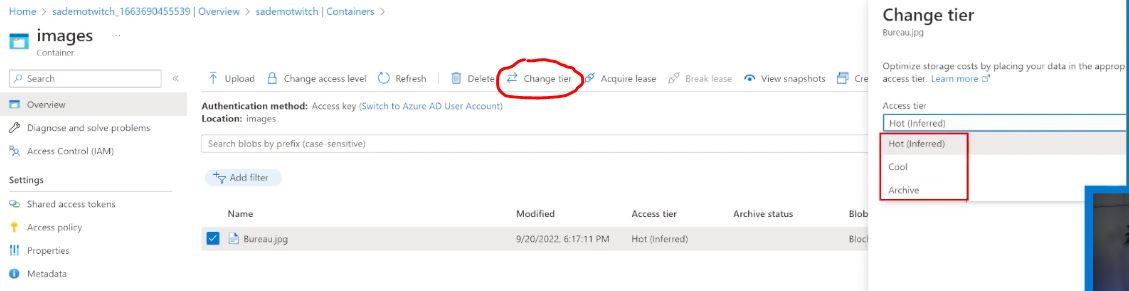 Home > sademotwitch_1663690455539 | Overview > sademotwitch | Containers >
images ...
Container
Search «
Overview
Diagnose and solve problems
Access Control (IAM)
Settings
Shared access tokens
Access policy
Properties
Metadata
Upload Change access level Refresh Delete Change tier Acquire lease Break lease View snapshots Cre
Authentication method: Access key (Switch to Azure AD User Account)
Location: images
Search blobs by prefix (case-sensitive)
Add filter
Name Modified Access tier Archive status Blob
Bureau.jpg 9/20/2022, 6:17:11 PM Hot (Inferred) Bloc
Change tier
Bureau.jpg
Optimize storage costs by placing your data in the approp
access tier. Learn more
Access tier
Hot (Inferred)
Hot (Inferred)
Cool
Archive